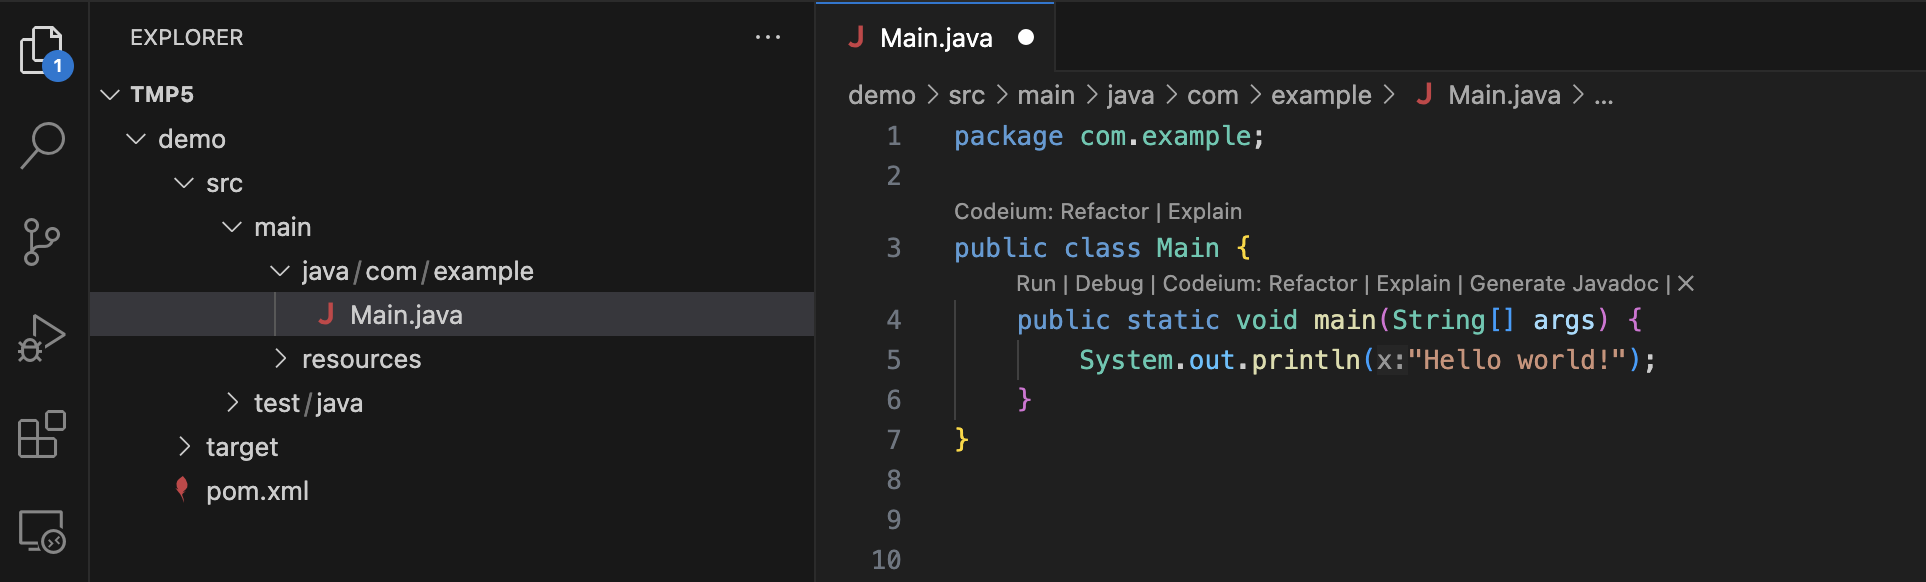 1
EXPLORER
...
TMP5
demo
src
main
java/com/example
J Main.java
resources
test/java
target
pom.xml
J Main.java
demo > src > main > java > com > example > J Main.java > ...
1 package com.example;
2
Codeium: Refactor | Explain
3 public class Main {
Run | Debug | Codeium: Refactor | Explain | Generate Javadoc | ×
4 public static void main(String[] args) {
5 System.out.println(x:"Hello world!");
6 }
7 }
8
9
10